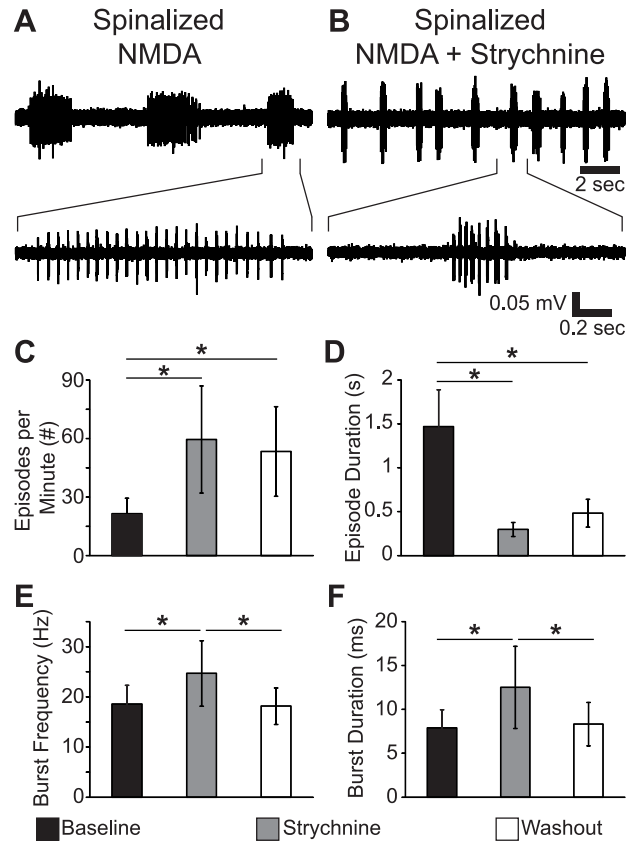 A
Spinalized
NMDA
B
Spinalized
NMDA + Strychnine
2 sec
0.05 mV
0.2 sec
C
Episodes per
Minute (#)
90
60
30
0
*
*
D
Episode Duration (s)
2
1.5
1
0.5
0
*
*
E
Burst Frequency (Hz)
30
20
10
0
*
*
F
Burst Duration (ms)
20
15
10
5
0
*
*
Baseline
Strychnine
Washout